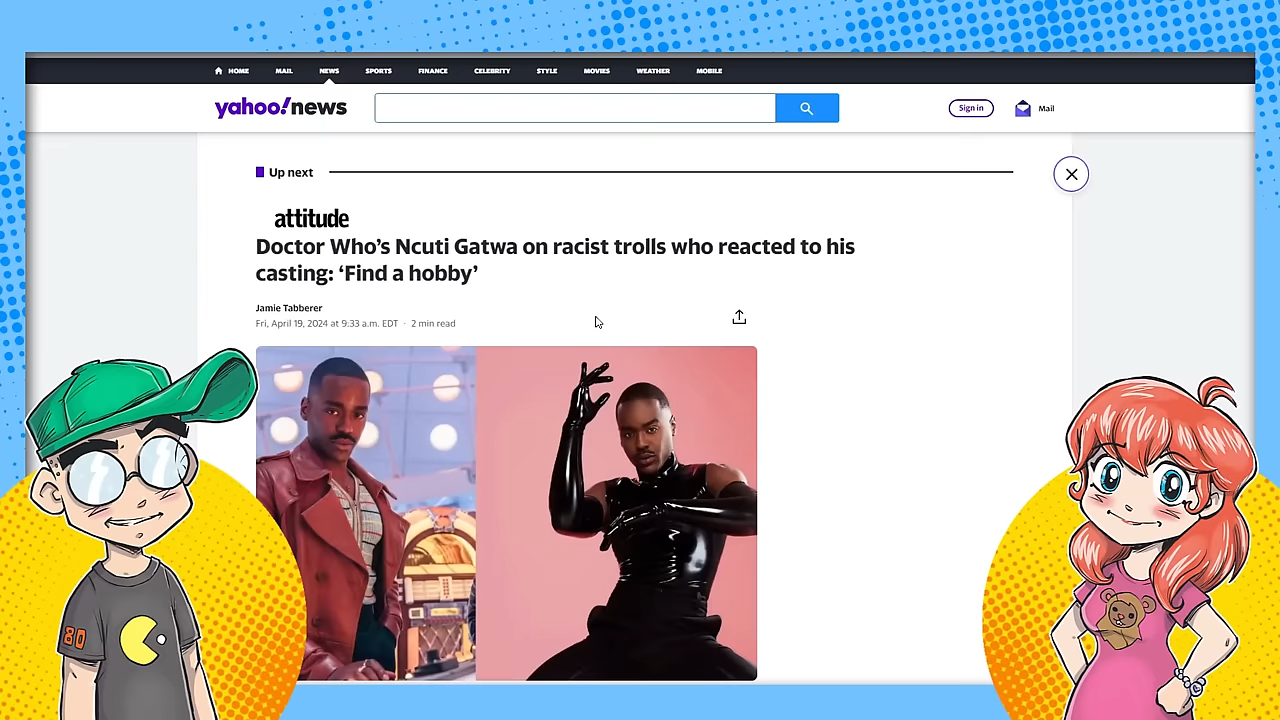 HOME MAIL NEWS SPORTS FINANCE CELEBRITY STYLE MOVIES WEATHER MOBILE
yahoo!news
Sign in
Mail
Up next
attitude
Doctor Who's Ncuti Gatwa on racist trolls who reacted to his
casting: ‘Find a hobby’
Jamie Tabberer
Fri, April 19, 2024 at 9:33 a.m. EDT · 2 min read
80